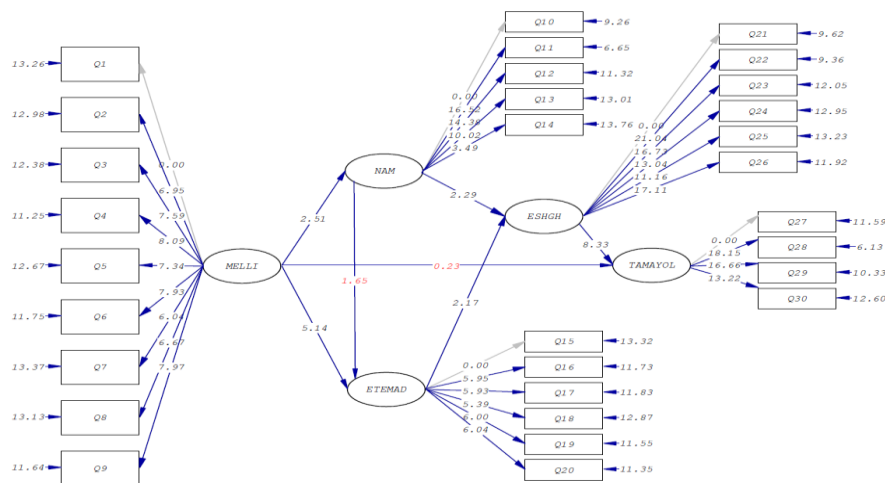 13.26 Q1
12.98 Q2
12.38 Q3
11.25 Q4
12.67 Q5
11.75 Q6
13.37 Q7
13.13 Q8
11.64 Q9
0.00
6.95
7.59
8.09
7.34
7.93
6.04
6.67
7.97
MELLI
2.51
5.14
0.23
NAM
1.65
2.29
ETEMAD
2.17
ESHGH
8.33
TAMAYOL
0.00
16.52
14.38
10.02
3.49
Q10 9.26
Q11 6.65
Q12 11.32
Q13 13.01
Q14 13.76
0.00
5.95
5.93
5.39
6.00
6.04
Q15 13.32
Q16 11.73
Q17 11.83
Q18 12.87
Q19 11.55
Q20 11.35
0.00
21.04
16.73
13.04
11.16
17.11
Q21 9.62
Q22 9.36
Q23 12.05
Q24 12.95
Q25 13.23
Q26 11.92
0.00
18.15
16.66
13.22
Q27 11.59
Q28 6.13
Q29 10.33
Q30 12.60